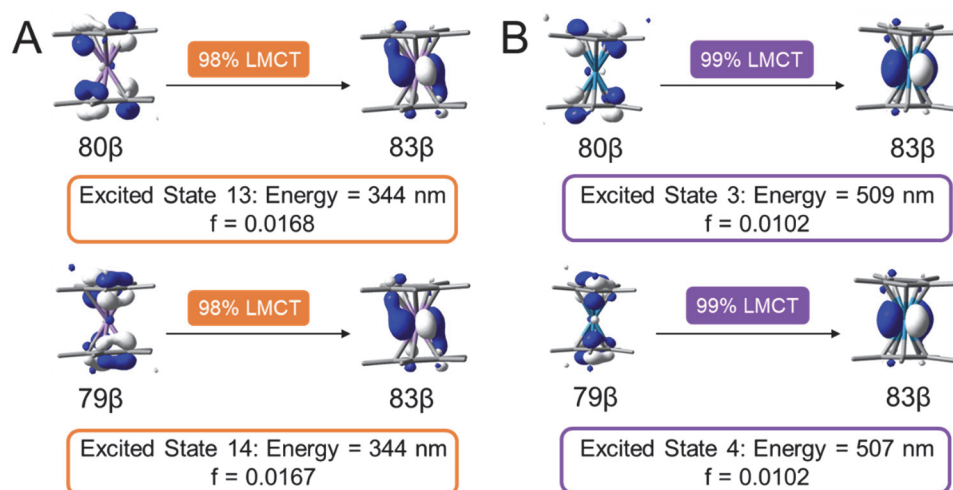 A
98% LMCT
80β
83β
Excited State 13: Energy = 344 nm
f = 0.0168
98% LMCT
79β
83β
Excited State 14: Energy = 344 nm
f = 0.0167
B
99% LMCT
80β
83β
Excited State 3: Energy = 509 nm
f = 0.0102
99% LMCT
79β
83β
Excited State 4: Energy = 507 nm
f = 0.0102